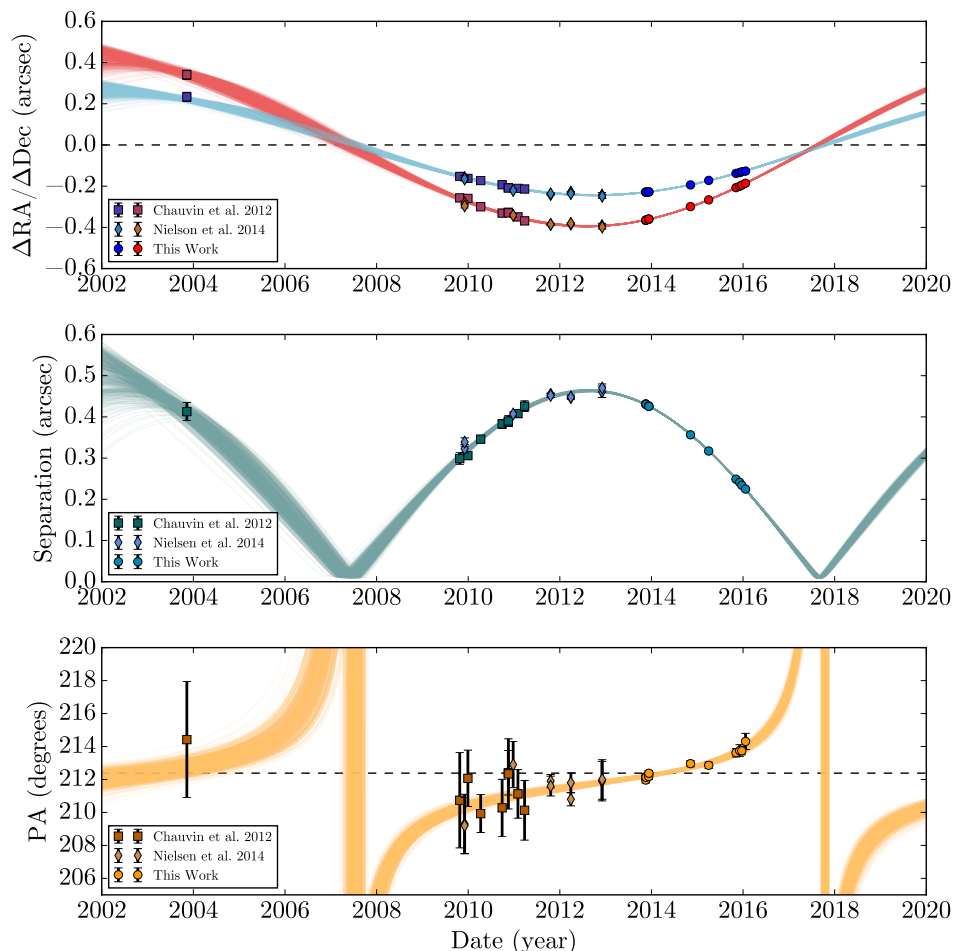 0.6
0.4
0.2
0.0
−0.2
−0.4
−0.6
ΔRA/ΔDec (arcsec)
Chauvin et al. 2012
Nielson et al. 2014
This Work
2002 2004 2006 2008 2010 2012 2014 2016 2018 2020
0.6
0.5
0.4
0.3
0.2
0.1
0.0
Separation (arcsec)
Chauvin et al. 2012
Nielsen et al. 2014
This Work
2002 2004 2006 2008 2010 2012 2014 2016 2018 2020
220
218
216
214
212
210
208
206
PA (degrees)
Chauvin et al. 2012
Nielsen et al. 2014
This Work
2002 2004 2006 2008 2010 2012 2014 2016 2018 2020
Date (year)